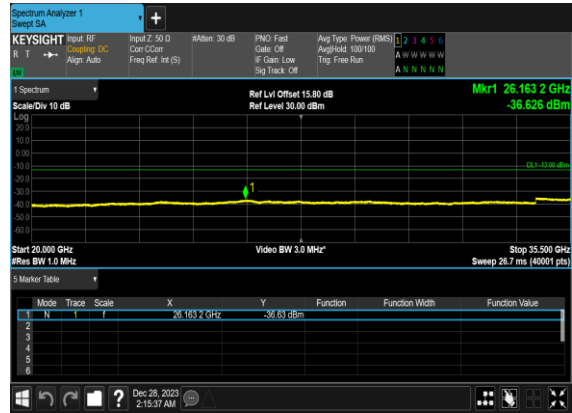 Spectrum Analyzer 1
Swept SA
+
KEYSIGHT Input: RF Input Z: 50 Ω #Atten: 30 dB PNO: Fast Avg Type: Power (RMS) 1 2 3 4 5 6
R T Coupling: DC Corr CCorr Gate: Off Avg|Hold: 100/100 A W W W W W
Align: Auto Freq Ref: Int (S) IF Gain: Low Trig: Free Run
Sig Track: Off A N N N N N
1 Spectrum Ref Lvl Offset 15.80 dB Mkr1 26.163 2 GHz
Scale/Div 10 dB Ref Level 30.00 dBm -36.626 dBm
Log
20.0
10.0
0.00
-10.0
DL1 -13.00 dBm
-20.0
-30.0 1
-40.0
-50.0
-60.0
Start 20.000 GHz Video BW 3.0 MHz* Stop 35.500 GHz
#Res BW 1.0 MHz Sweep 26.7 ms (40001 pts)
5 Marker Table
Mode Trace Scale X Y Function Function Width Function Value
1 N 1 f 26.163 2 GHz -36.63 dBm
2
3
4
5
6
? Dec 28, 2023
2:15:37 AM